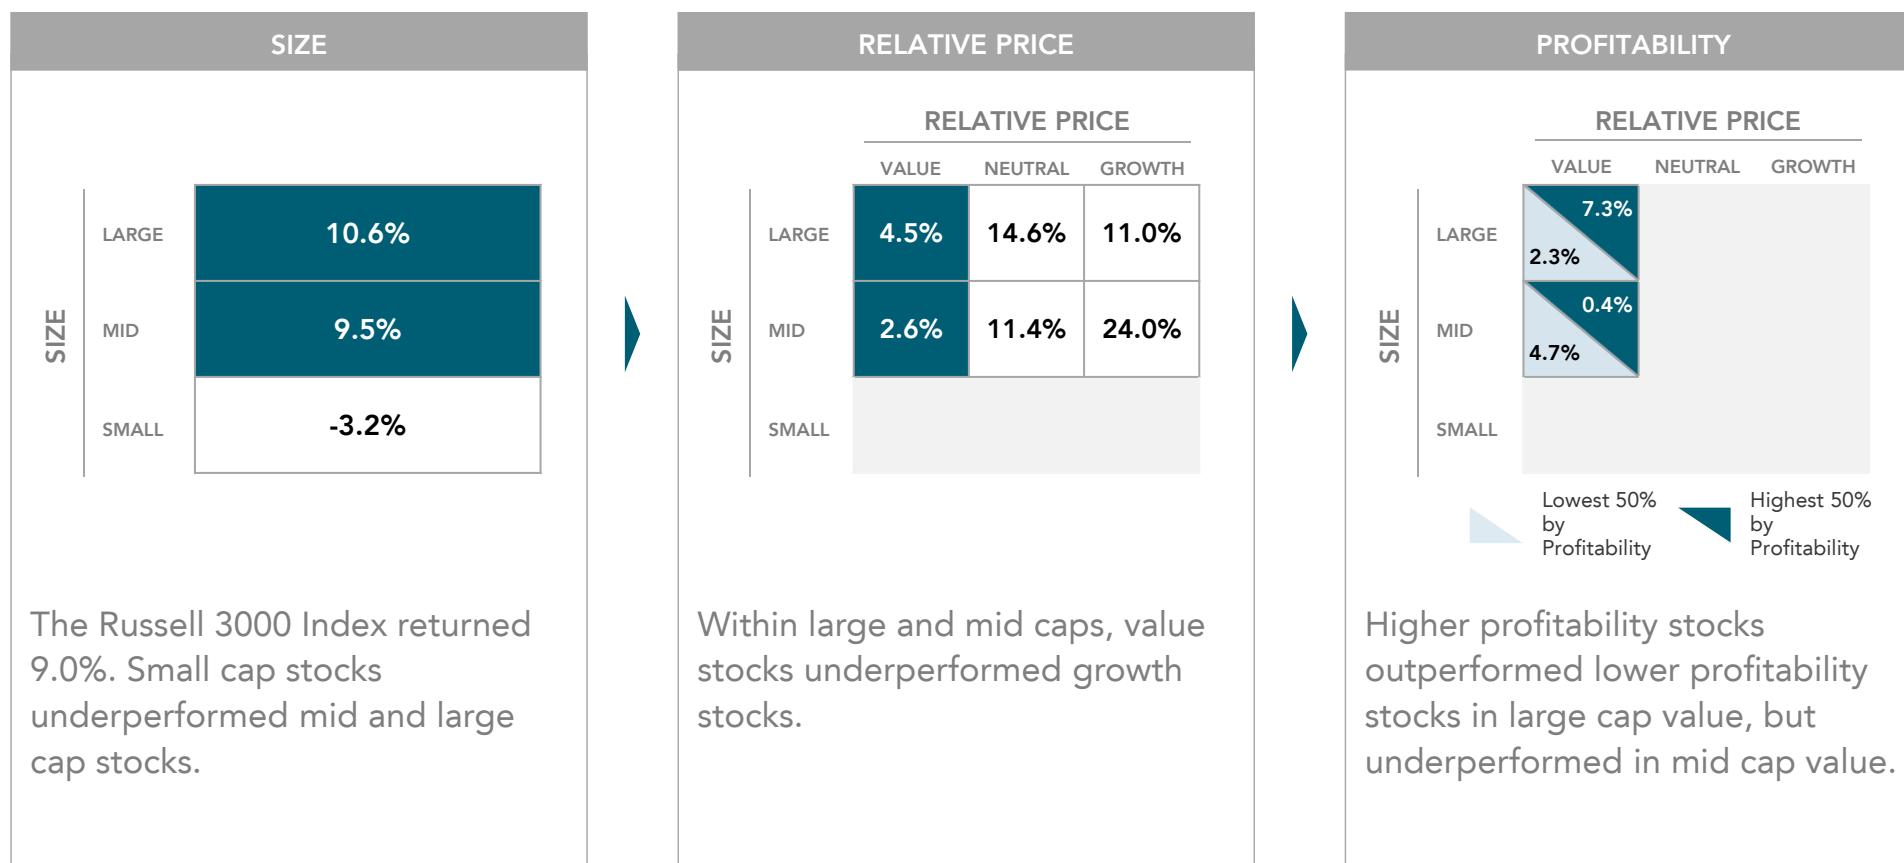 SIZE
SIZE
LARGE
10.6%
MID
9.5%
SMALL
-3.2%
The Russell 3000 Index returned
9.0%. Small cap stocks
underperformed mid and large
cap stocks.
RELATIVE PRICE
RELATIVE PRICE
VALUE NEUTRAL GROWTH
SIZE
LARGE
4.5% 14.6% 11.0%
MID
2.6% 11.4% 24.0%
SMALL
Within large and mid caps, value
stocks underperformed growth
stocks.
PROFITABILITY
RELATIVE PRICE
VALUE NEUTRAL GROWTH
SIZE
LARGE
7.3%
2.3%
MID
0.4%
4.7%
SMALL
Lowest 50%
by
Profitability
Highest 50%
by
Profitability
Higher profitability stocks
outperformed lower profitability
stocks in large cap value, but
underperformed in mid cap value.